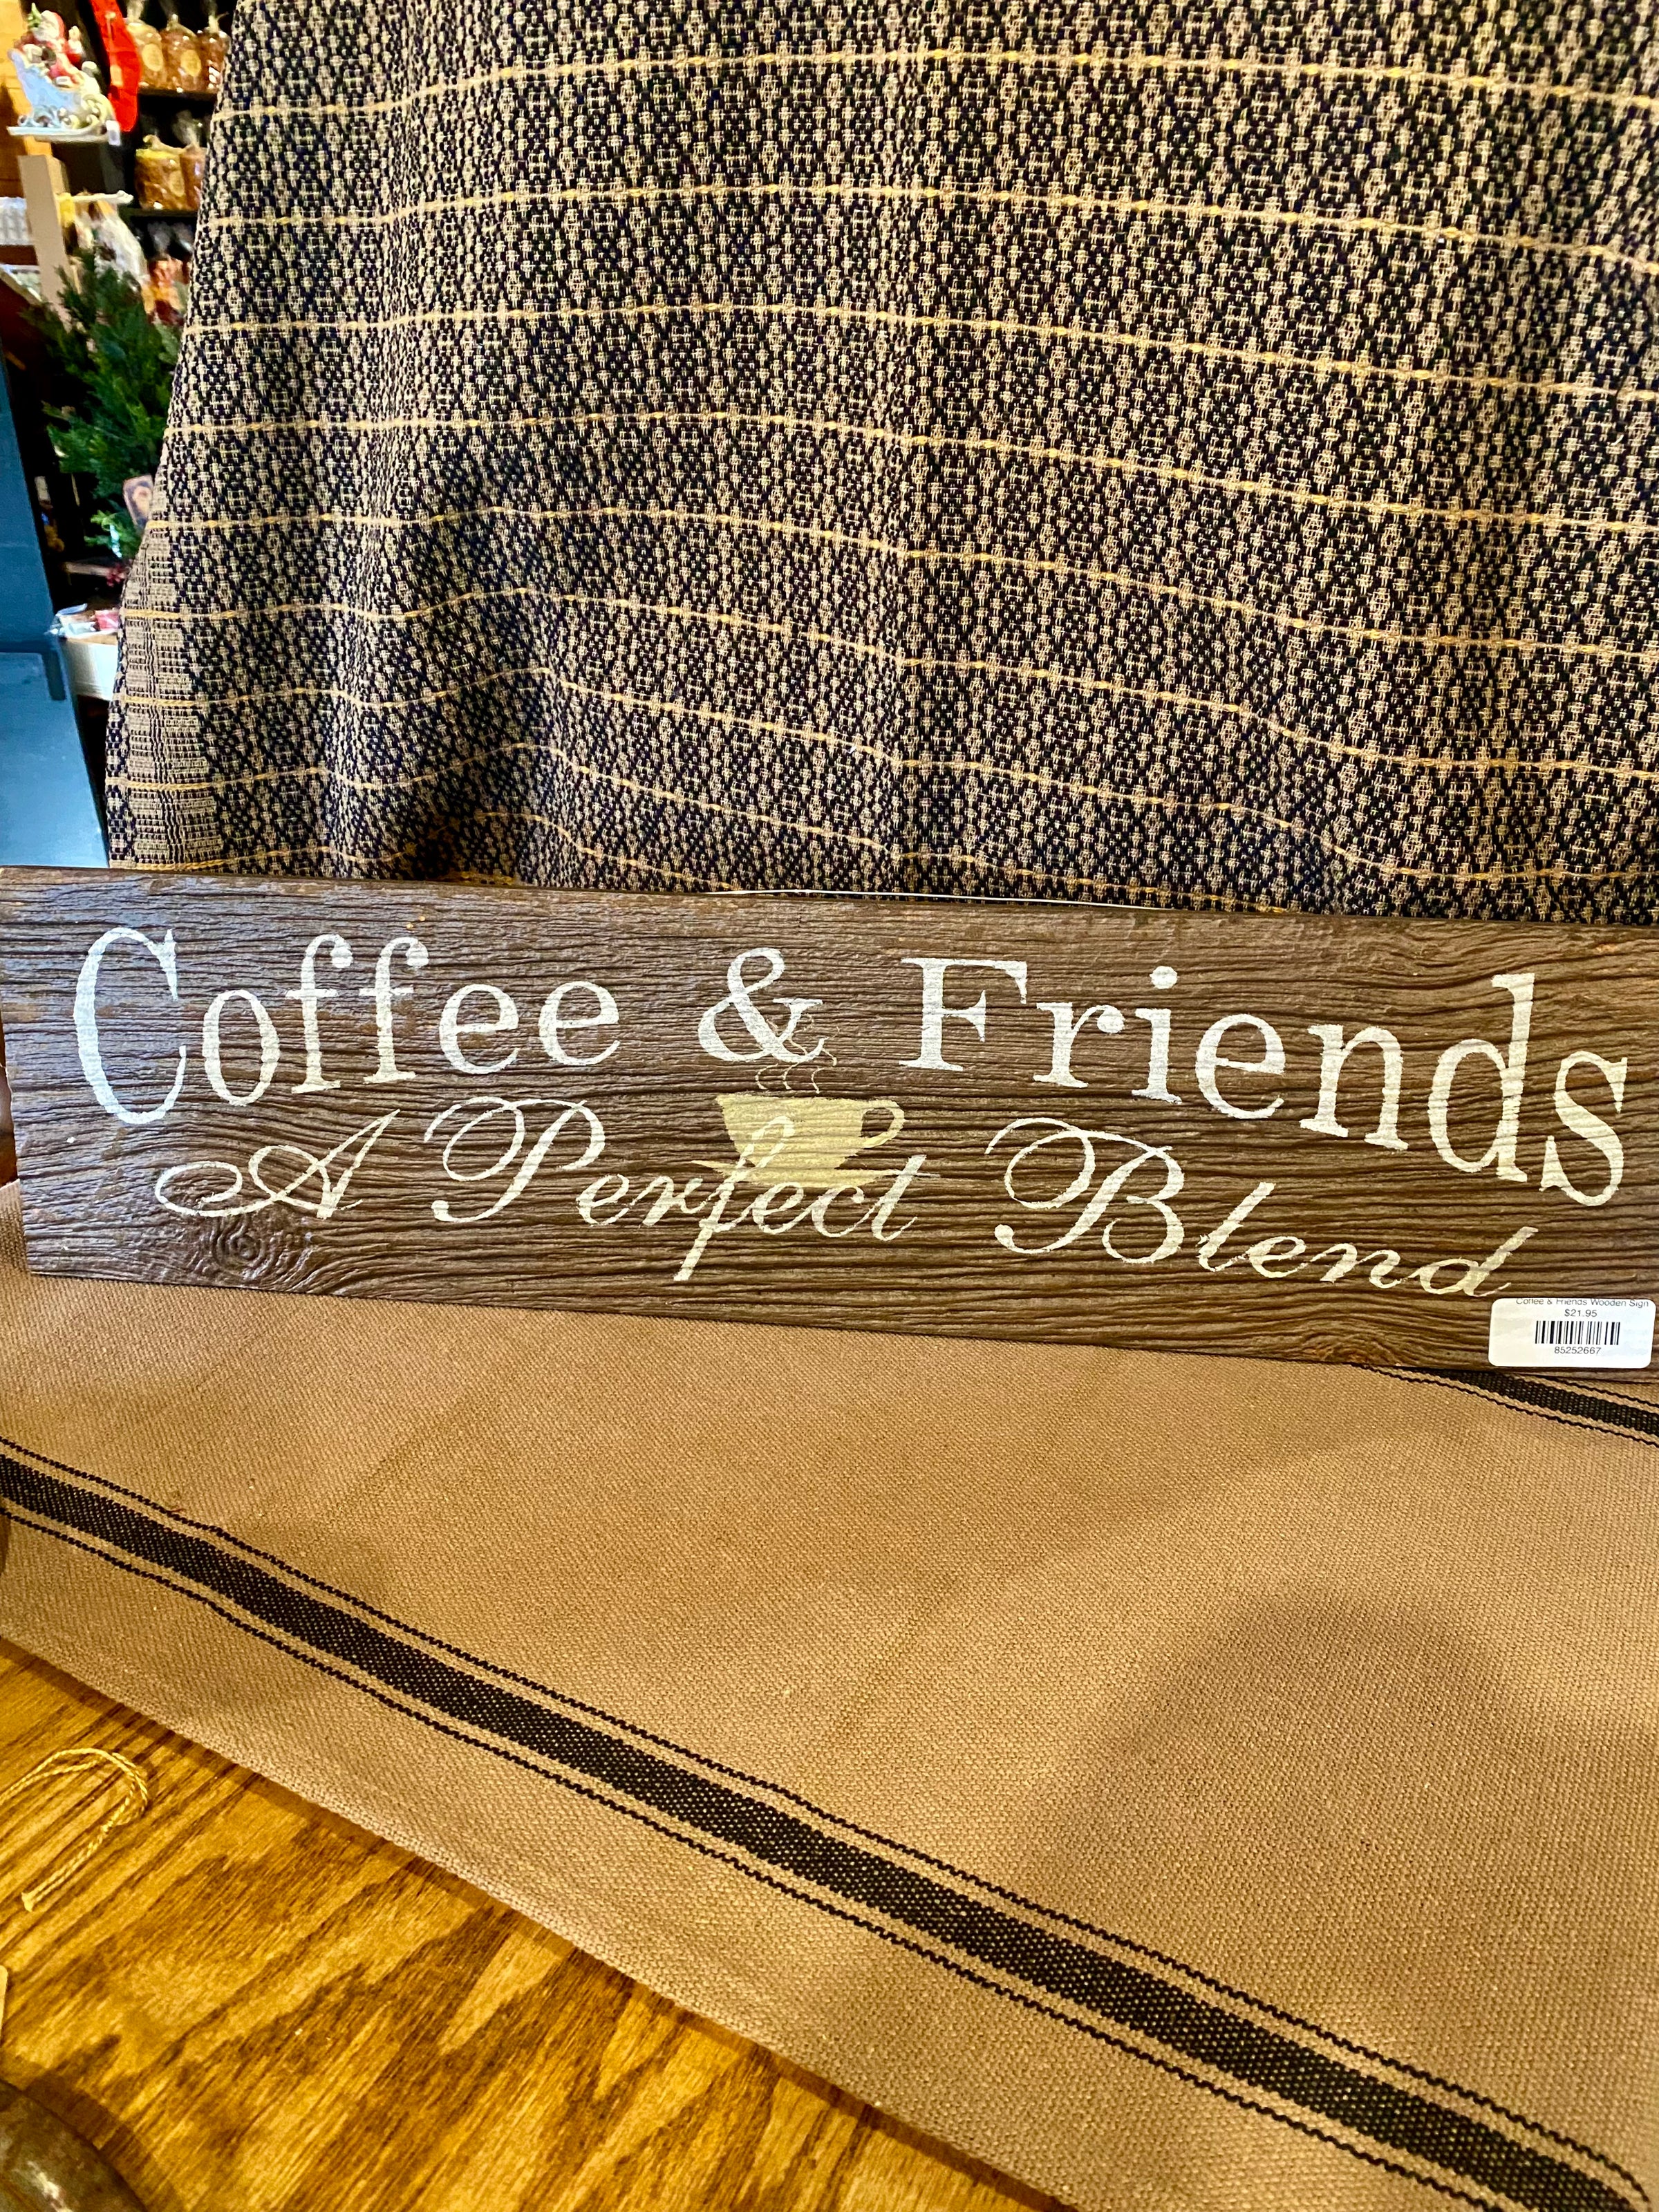 Coffee & Friends
A Perfect Blend
Coffee & Friends Wooden Sign
$21.95
85252667